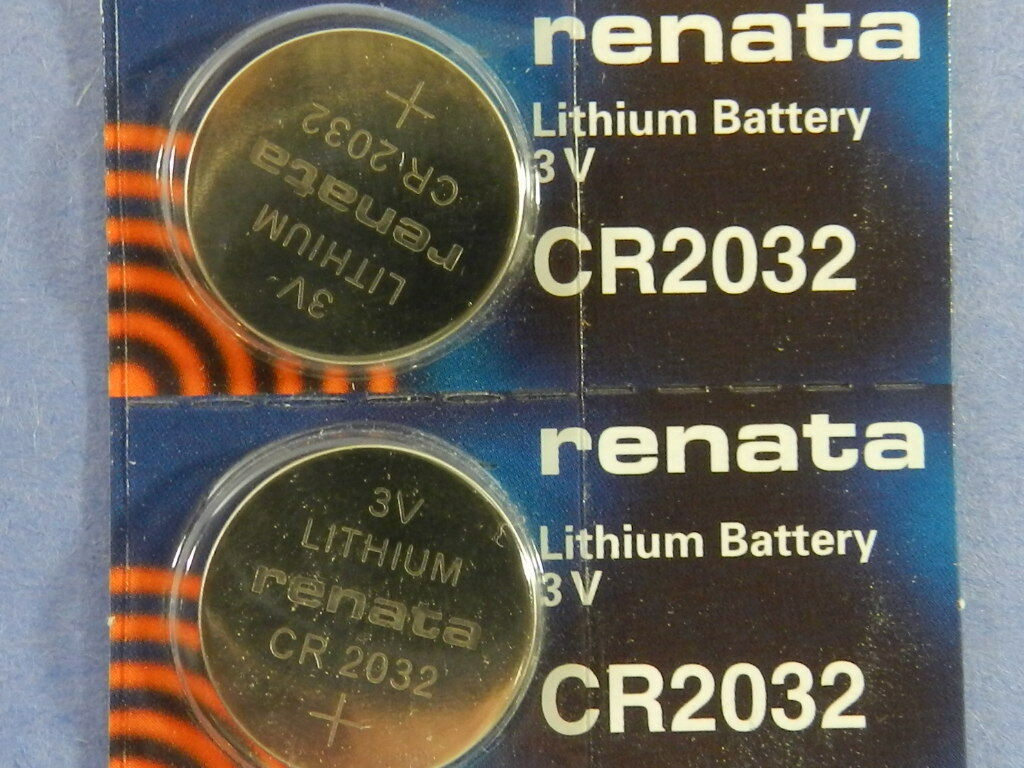 renata
Lithium Battery
3 V
CR2032
+
CR 2032
renata
LITHIUM
3V
renata
Lithium Battery
3 V
CR2032
3V
LITHIUM
renata
CR 2032
+